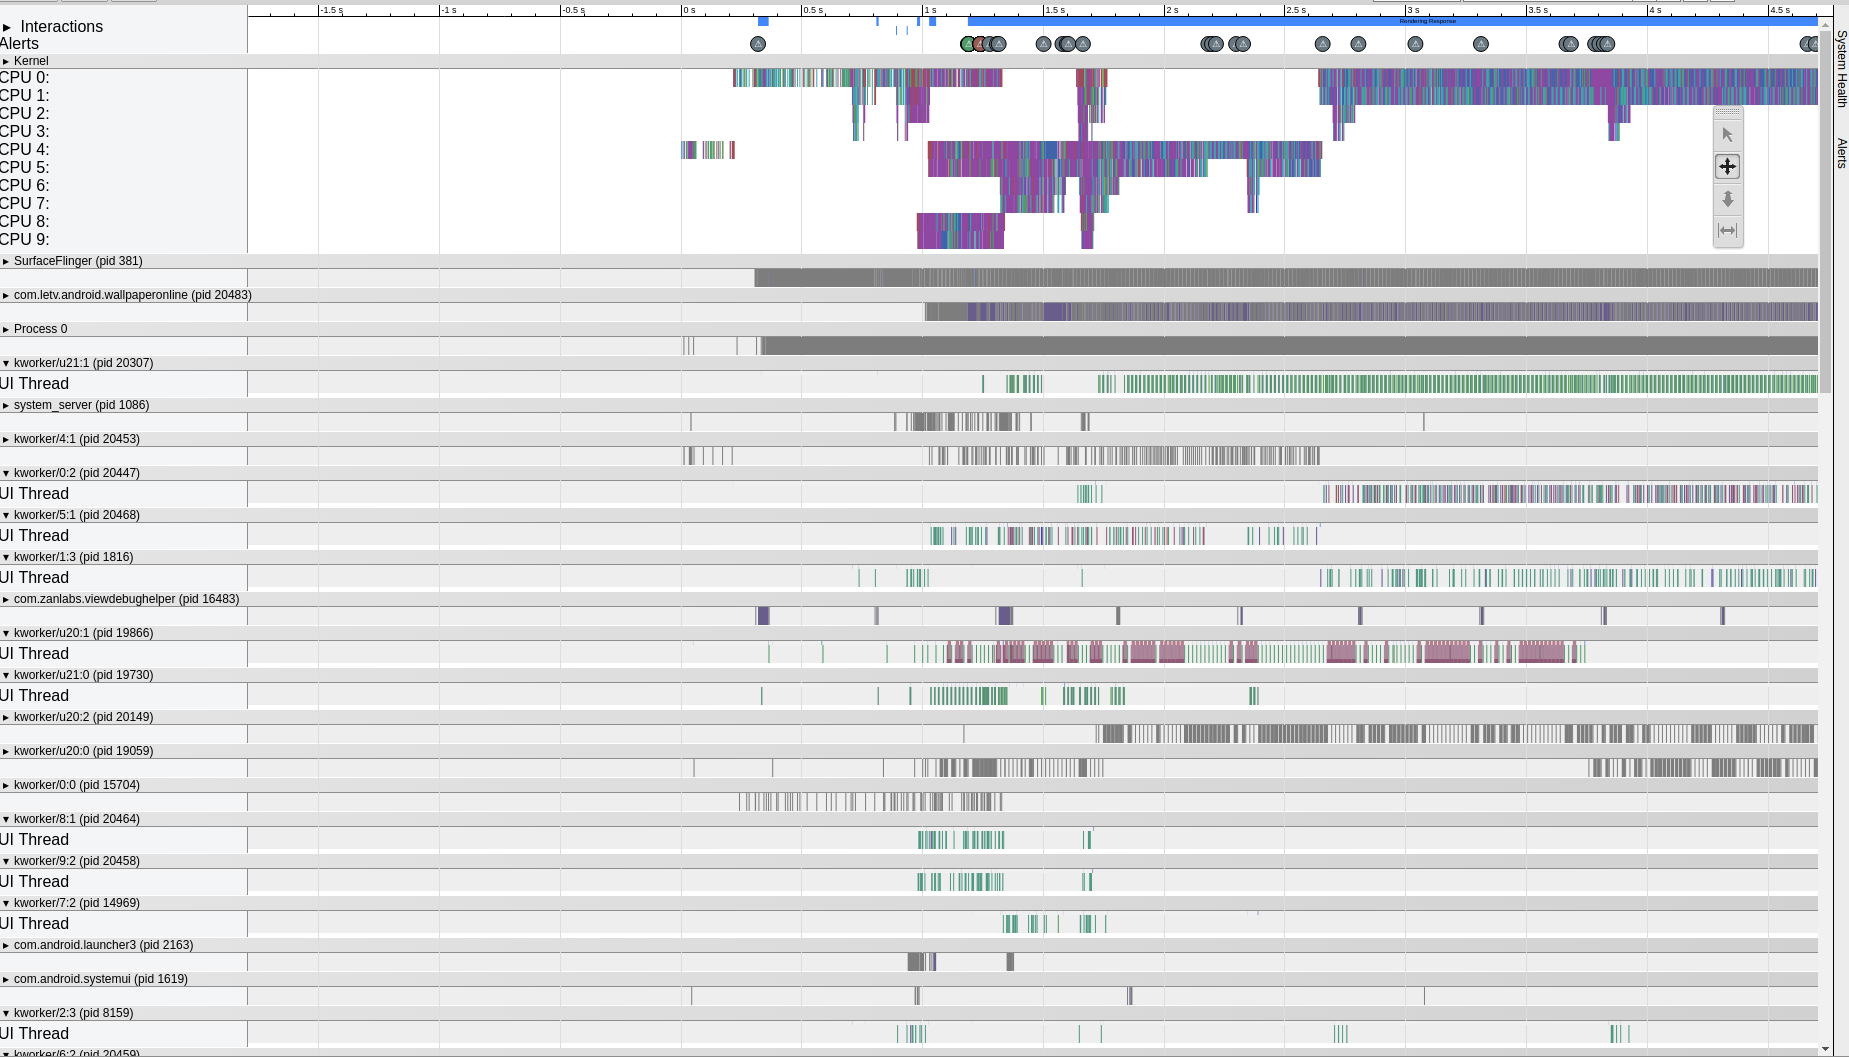 -1.5 s -1 s -0.5 s 0 s 0.5 s 1 s 1.5 s 2 s 2.5 s 3 s 3.5 s 4 s 4.5 s
Interactions
Rendering Response
Alerts
Kernel
CPU 0:
CPU 1:
CPU 2:
CPU 3:
CPU 4:
CPU 5:
CPU 6:
CPU 7:
CPU 8:
CPU 9:
SurfaceFlinger (pid 381)
com.letv.android.wallpaperonline (pid 20483)
Process 0
kworker/u21:1 (pid 20307)
UI Thread
system_server (pid 1086)
kworker/4:1 (pid 20453)
kworker/0:2 (pid 20447)
UI Thread
kworker/5:1 (pid 20468)
UI Thread
kworker/1:3 (pid 1816)
UI Thread
com.zanlabs.viewdebughelper (pid 16483)
kworker/u20:1 (pid 19866)
UI Thread
kworker/u21:0 (pid 19730)
UI Thread
kworker/u20:2 (pid 20149)
kworker/u20:0 (pid 19059)
kworker/0:0 (pid 15704)
kworker/8:1 (pid 20464)
UI Thread
kworker/9:2 (pid 20458)
UI Thread
kworker/7:2 (pid 14969)
UI Thread
com.android.launcher3 (pid 2163)
com.android.systemui (pid 1619)
kworker/2:3 (pid 8159)
UI Thread
kworker/6:2 (pid 20459)
System Health
Alerts